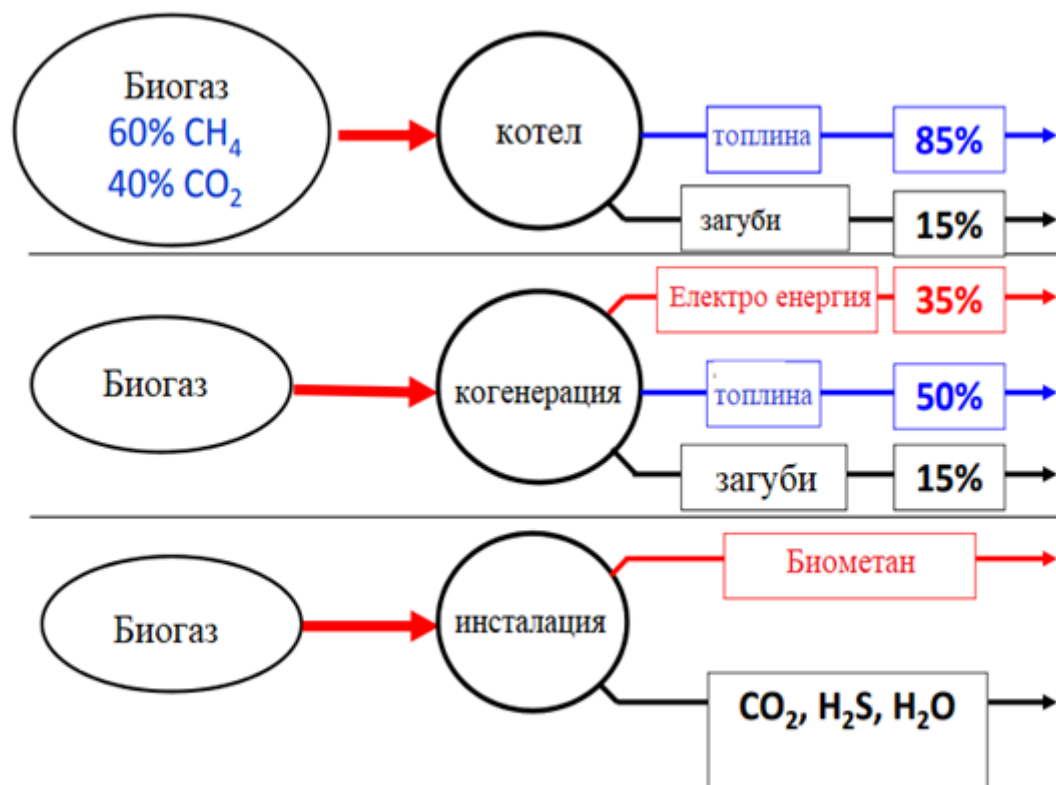 Биогаз
60% CH₄
40% CO₂
котел
топлина
85%
загуби
15%
Биогаз
когенерация
Електро енергия
35%
топлина
50%
загуби
15%
Биогаз
инсталация
Биометан
CO₂, H₂S, H₂O